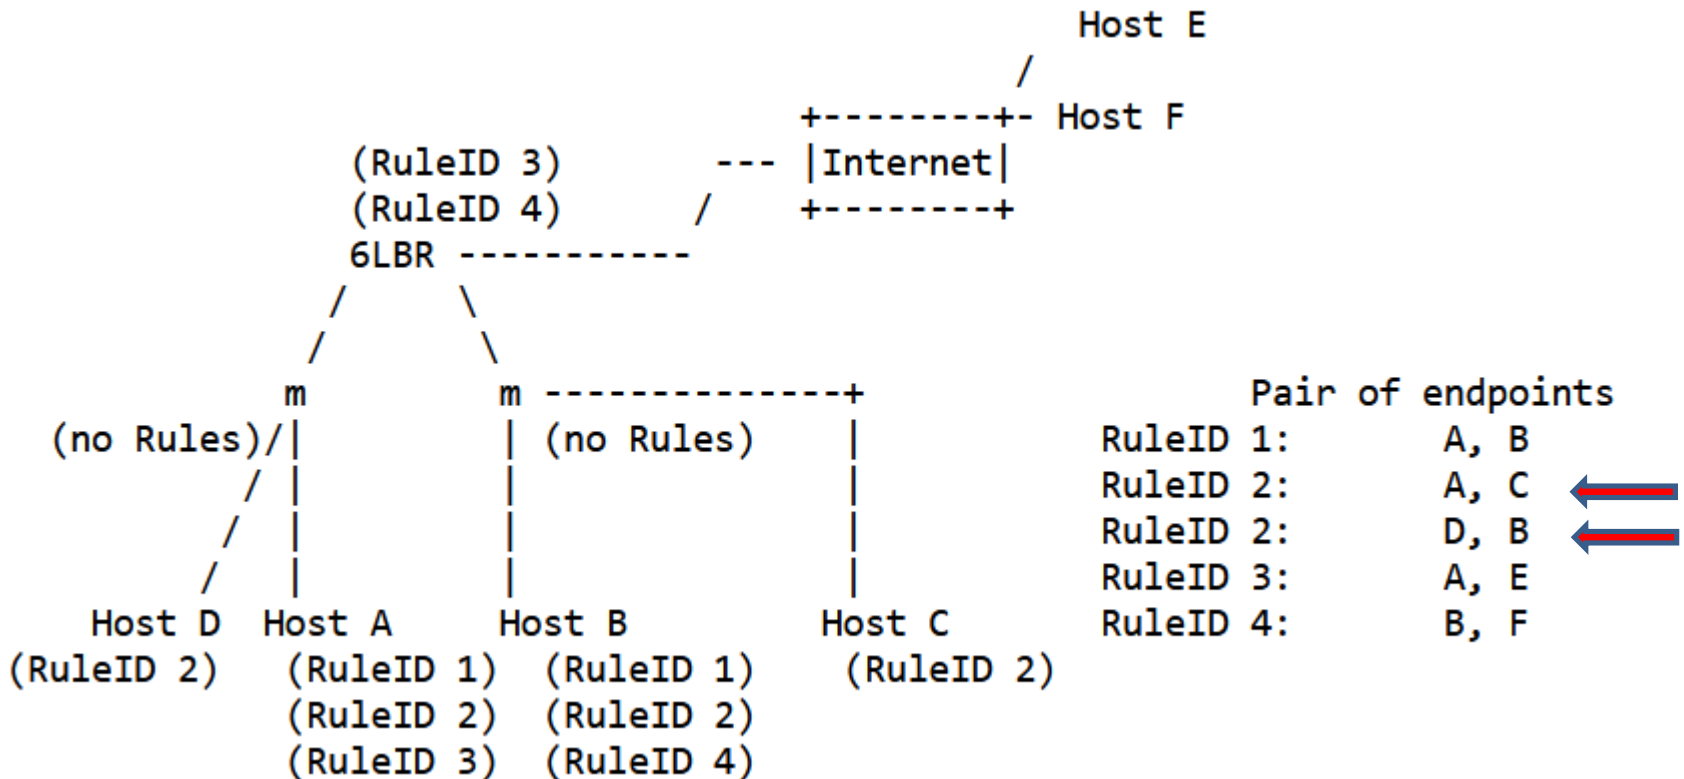 Host E
/
+--------+- Host F
(RuleID 3)       --- |Internet|
(RuleID 4)      /    +--------+
6LBR -----------
/     \
/       \
m         m --------------+          Pair of endpoints
(no Rules)/|         | (no Rules)    |           RuleID 1:       A, B
/ |         |               |           RuleID 2:       A, C
/  |         |               |           RuleID 2:       D, B
/   |         |               |           RuleID 3:       A, E
Host D  Host A     Host B         Host C       RuleID 4:       B, F
(RuleID 2)   (RuleID 1)  (RuleID 1)    (RuleID 2)
(RuleID 2)  (RuleID 2)
(RuleID 3)  (RuleID 4)